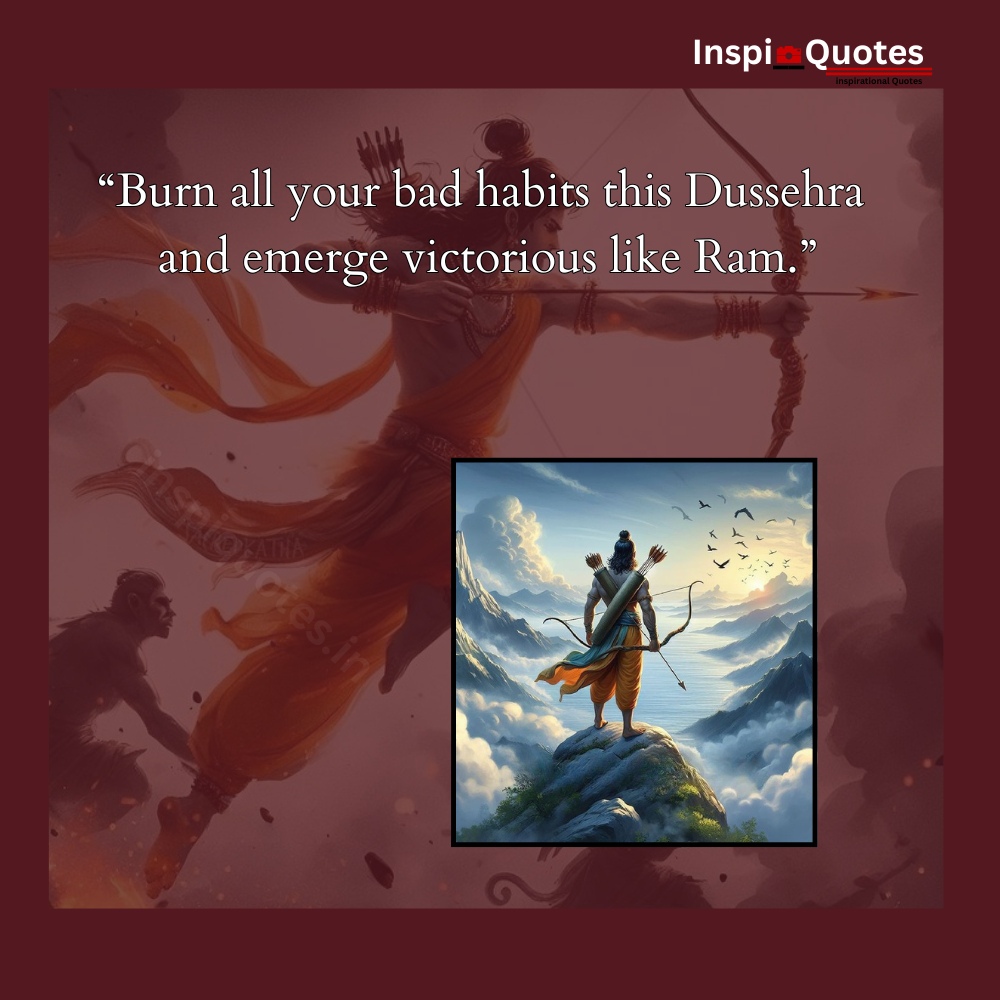 Inspi Quotes
Inspirational Quotes
“Burn all your bad habits this Dussehra
and emerge victorious like Ram.”